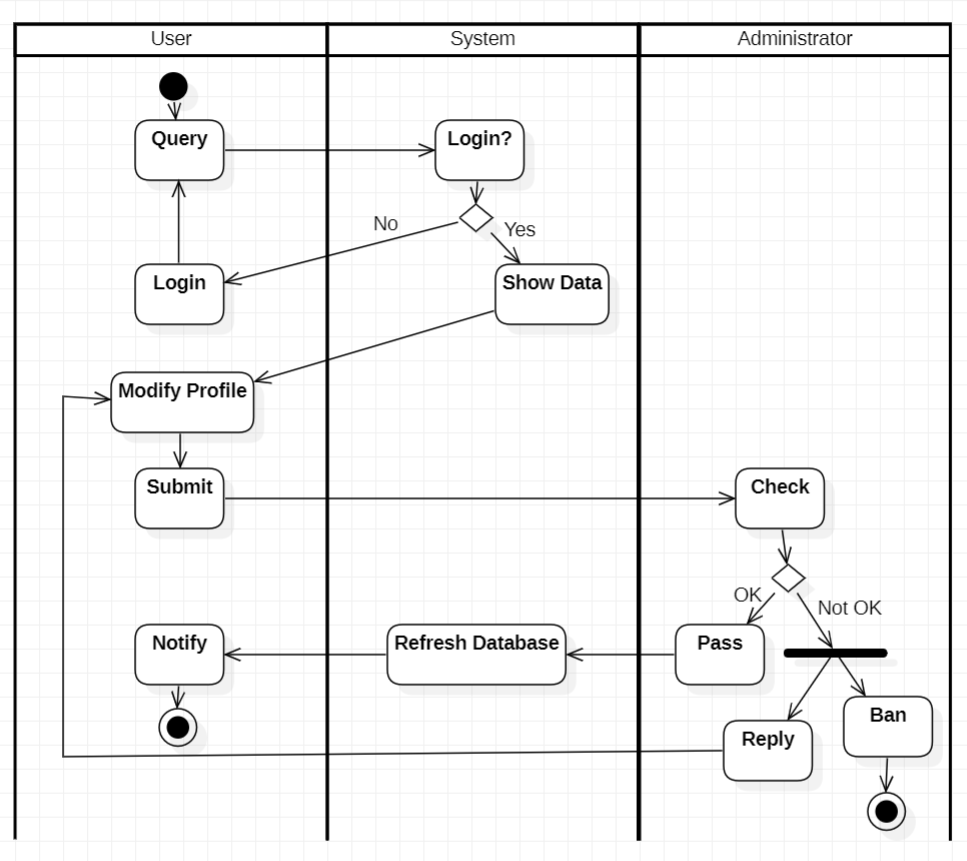 User
System
Administrator
Query
Login?
No
Yes
Login
Show Data
Modify Profile
Submit
Check
OK
Not OK
Notify
Refresh Database
Pass
Ban
Reply